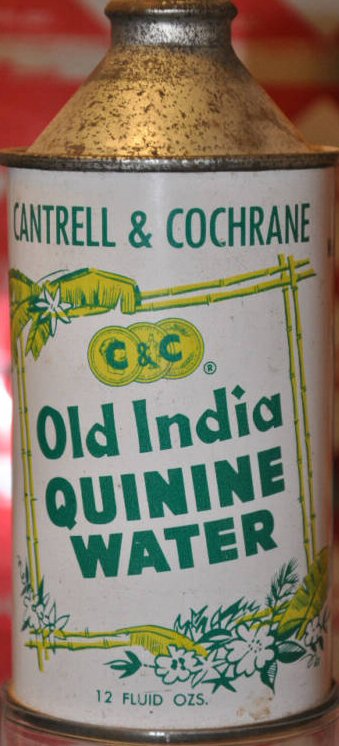 CANTRELL & COCHRANE
C & C ®
Old India
QUININE
WATER
12 FLUID OZS.